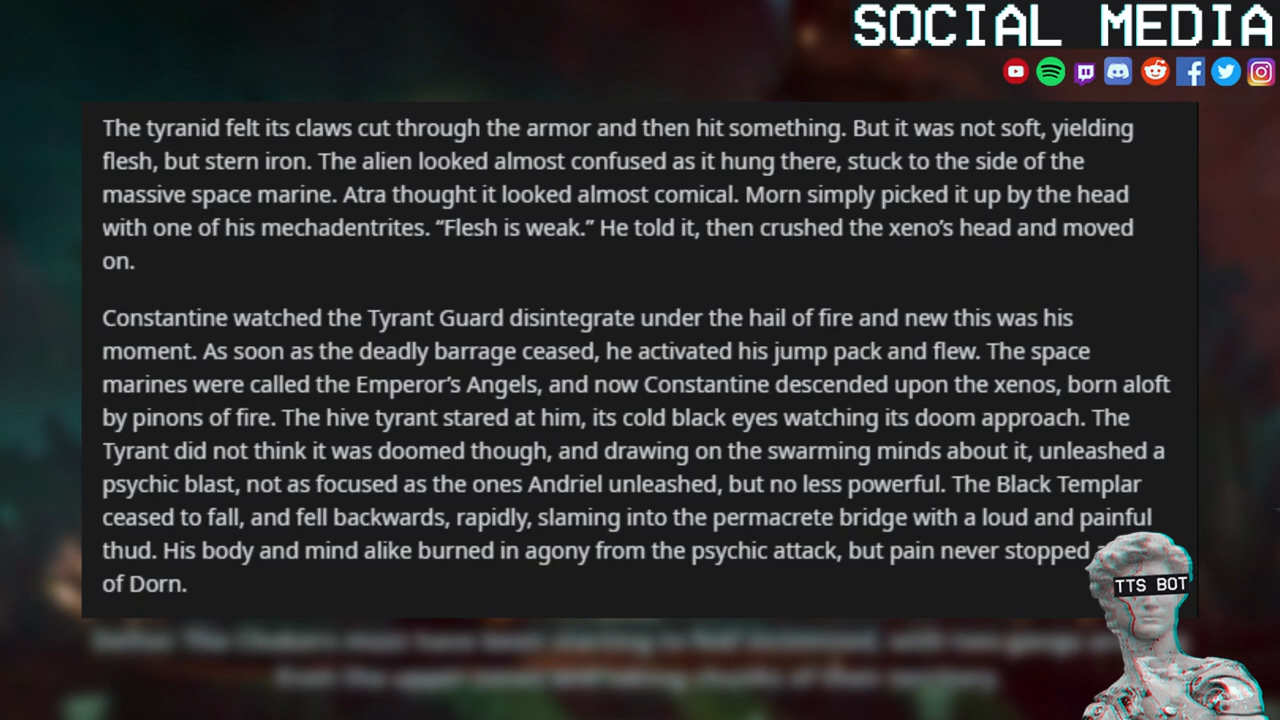 SOCIAL MEDIA
The tyranid felt its claws cut through the armor and then hit something. But it was not soft, yielding
flesh, but stern iron. The alien looked almost confused as it hung there, stuck to the side of the
massive space marine. Atra thought it looked almost comical. Morn simply picked it up by the head
with one of his mechadentrites. “Flesh is weak.” He told it, then crushed the xeno’s head and moved
on.
Constantine watched the Tyrant Guard disintegrate under the hail of fire and new this was his
moment. As soon as the deadly barrage ceased, he activated his jump pack and flew. The space
marines were called the Emperor’s Angels, and now Constantine descended upon the xenos, born aloft
by pinons of fire. The hive tyrant stared at him, its cold black eyes watching its doom approach. The
Tyrant did not think it was doomed though, and drawing on the swarming minds about it, unleashed a
psychic blast, not as focused as the ones Andriel unleashed, but no less powerful. The Black Templar
ceased to fall, and fell backwards, rapidly, slaming into the permacrete bridge with a loud and painful
thud. His body and mind alike burned in agony from the psychic attack, but pain never stopped
of Dorn.
TTS BOT